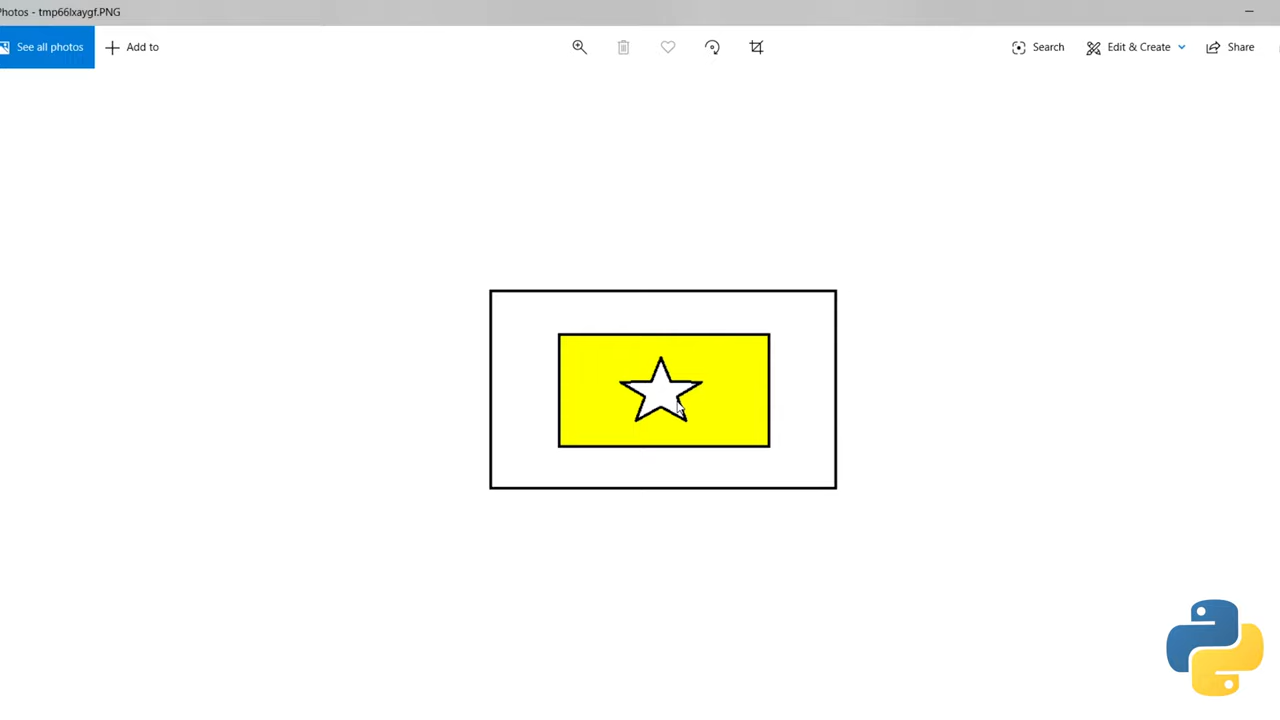 Photos - tmp66lxaygf.PNG
See all photos
Add to
Search
Edit & Create
Share